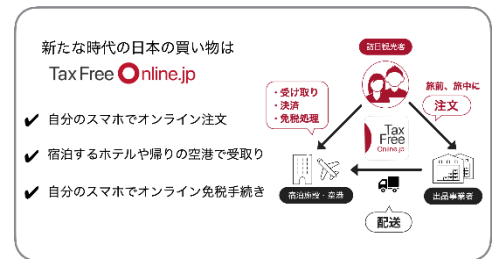 新たな時代の日本の買い物は
Tax Free Online.jp
✔ 自分のスマホでオンライン注文
✔ 宿泊するホテルや帰りの空港で受取り
✔ 自分のスマホでオンライン免税手続き
訪日観光客
・受け取り
・決済
・免税処理
旅前、旅中に
注文
Tax
Free
Online.jp
宿泊施設・空港
出品事業者
配送